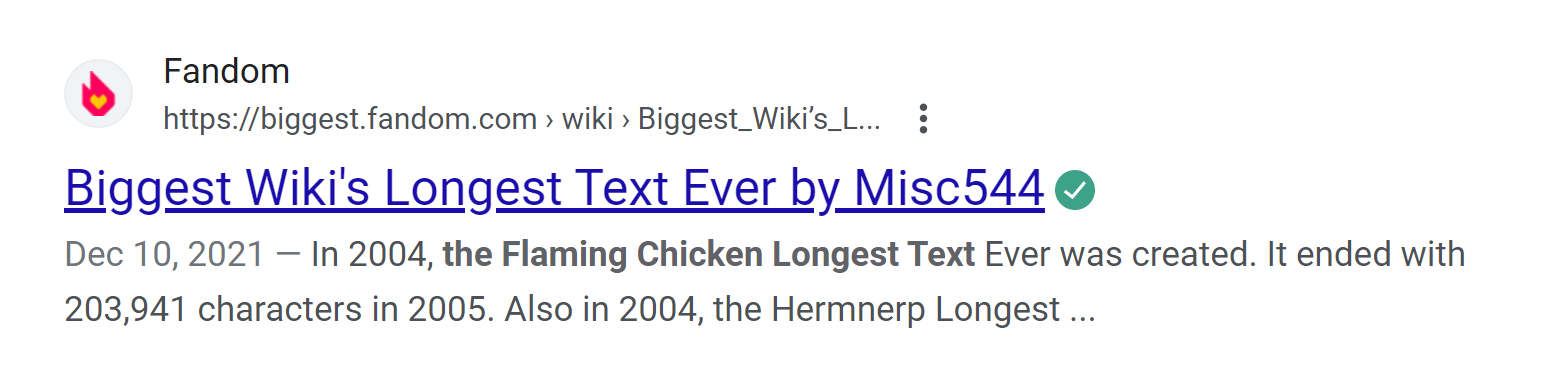 Fandom
https://biggest.fandom.com › wiki › Biggest_Wiki’s_L...
Biggest Wiki's Longest Text Ever by Misc544
Dec 10, 2021 — In 2004, the Flaming Chicken Longest Text Ever was created. It ended with
203,941 characters in 2005. Also in 2004, the Hermnerp Longest ...